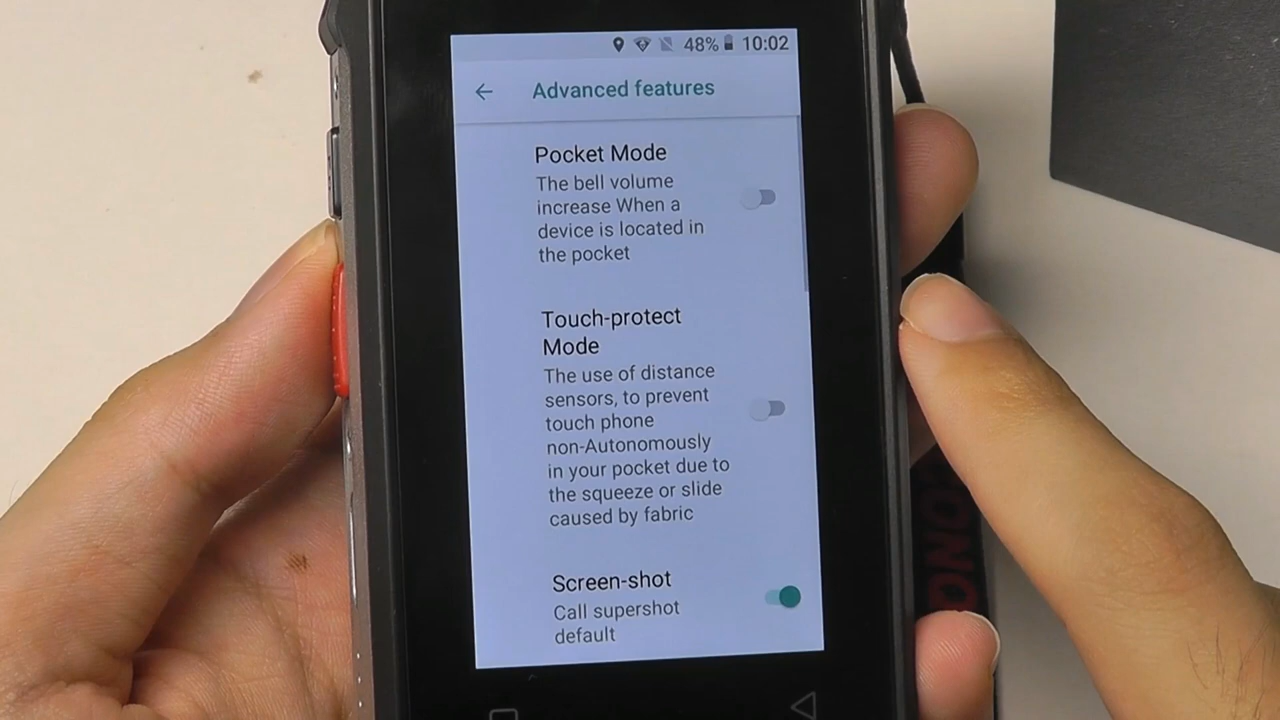 48% 10:02
Advanced features
Pocket Mode
The bell volume
increase When a
device is located in
the pocket
Touch-protect
Mode
The use of distance
sensors, to prevent
touch phone
non-Autonomously
in your pocket due to
the squeeze or slide
caused by fabric
Screen-shot
Call supershot
default